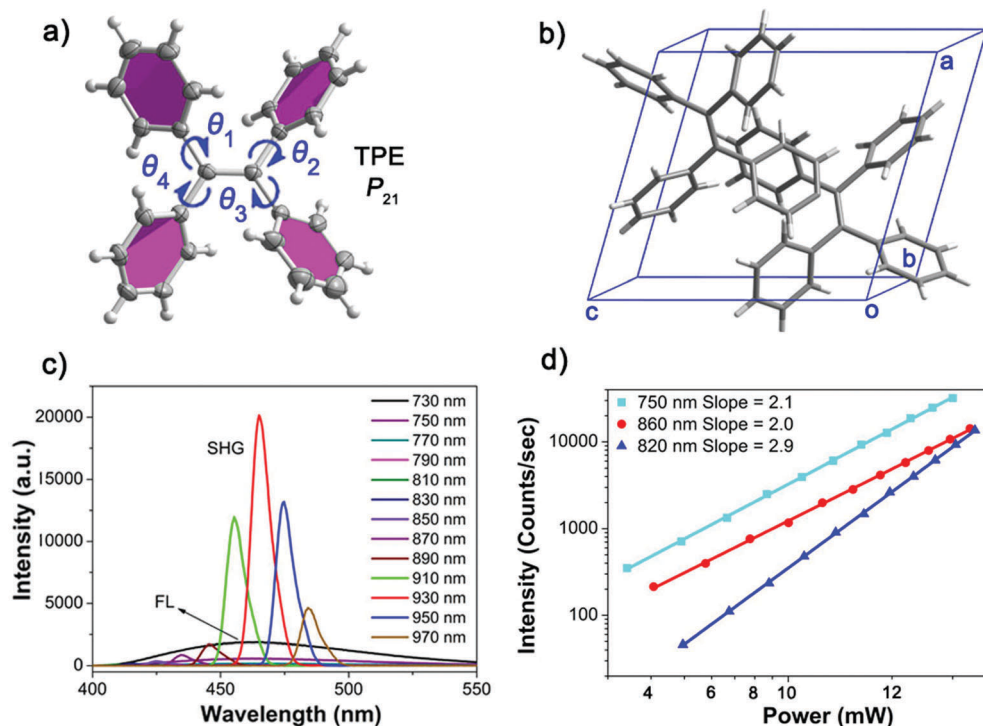 a)
θ1
θ2
θ4
θ3
TPE
P21
b)
a
b
c
o
c)
Intensity (a.u.)
20000
15000
10000
5000
0
SHG
FL
730 nm
750 nm
770 nm
790 nm
810 nm
830 nm
850 nm
870 nm
890 nm
910 nm
930 nm
950 nm
970 nm
400
450
500
550
Wavelength (nm)
d)
Intensity (Counts/sec)
10000
1000
100
750 nm Slope = 2.1
860 nm Slope = 2.0
820 nm Slope = 2.9
4
6
8
10
12
Power (mW)